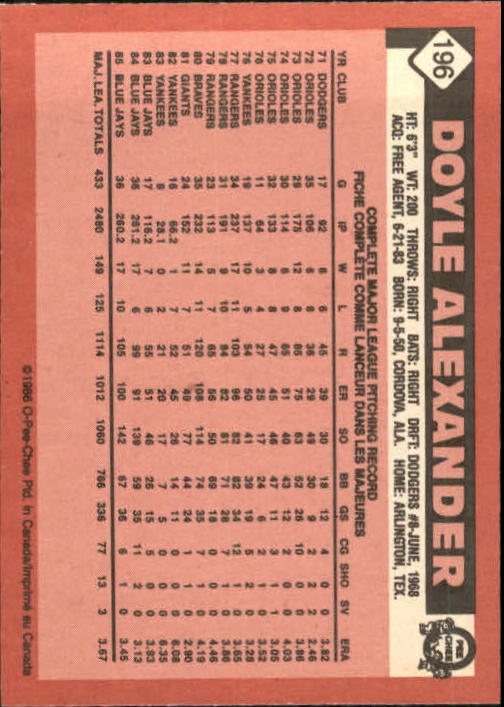 196
DOYLE ALEXANDER
O PEE CHEE
HT: 6'3" WT: 200 THROWS: RIGHT BATS: RIGHT DRFT: DODGERS #8-JUNE, 1968
ACQ: FREE AGENT, 6-21-83 BORN: 9-5-50, CORDOVA, ALA. HOME: ARLINGTON, TEX.
COMPLETE MAJOR LEAGUE PITCHING RECORD
FICHE COMPLÈTE COMME LANCEUR DANS LES MAJEURES
YR CLUB G IP W L R ER SO BB GS CG SHO SV ERA
71 DODGERS 17 92 6 6 45 39 30 18 12 4 0 0 3.82
72 ORIOLES 35 106 6 8 36 29 49 30 9 2 2 2 2.46
73 ORIOLES 29 175 12 8 85 75 63 52 26 10 0 0 3.86
74 ORIOLES 30 114 6 9 65 51 40 43 12 2 0 0 4.03
75 ORIOLES 32 133 8 8 47 45 46 47 11 3 1 1 3.05
76 ORIOLES 11 64 3 4 27 25 17 24 6 2 1 0 3.52
76 YANKEES 19 137 10 5 54 50 41 39 19 5 2 0 3.28
77 RANGERS 34 237 17 11 103 96 82 82 34 12 1 0 3.65
78 RANGERS 31 191 9 10 84 82 81 71 28 7 1 0 3.86
79 RANGERS 23 113 5 7 65 56 50 69 18 0 0 0 4.46
80 BRAVES 35 232 14 11 120 108 114 74 35 7 1 0 4.19
81 GIANTS 24 152 11 7 51 49 77 44 24 1 1 0 2.90
82 YANKEES 16 66.2 1 7 52 45 26 14 11 0 0 0 6.08
83 YANKEES 8 28.1 0 2 21 20 17 7 5 0 0 0 6.35
83 BLUE JAYS 17 116.2 7 6 55 51 46 26 15 5 0 0 3.93
84 BLUE JAYS 36 261.2 17 6 99 91 139 59 35 11 2 0 3.13
85 BLUE JAYS 36 260.2 17 10 105 100 142 67 36 6 1 0 3.45
MAJ. LEA. TOTALS 433 2480 149 125 1114 1012 1060 766 336 77 13 3 3.67
©1986 O-Pee-Chee Ptd. in Canada/Imprimé au Canada